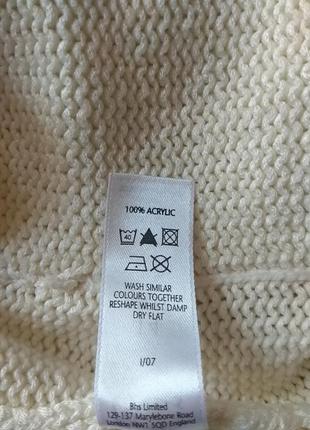 100% ACRYLIC
40
WASH SIMILAR
COLOURS TOGETHER
RESHAPE WHILST DAMP
DRY FLAT
I/07
Bhs Limited
129-137 Marylebone Road
London NW1 5QD England